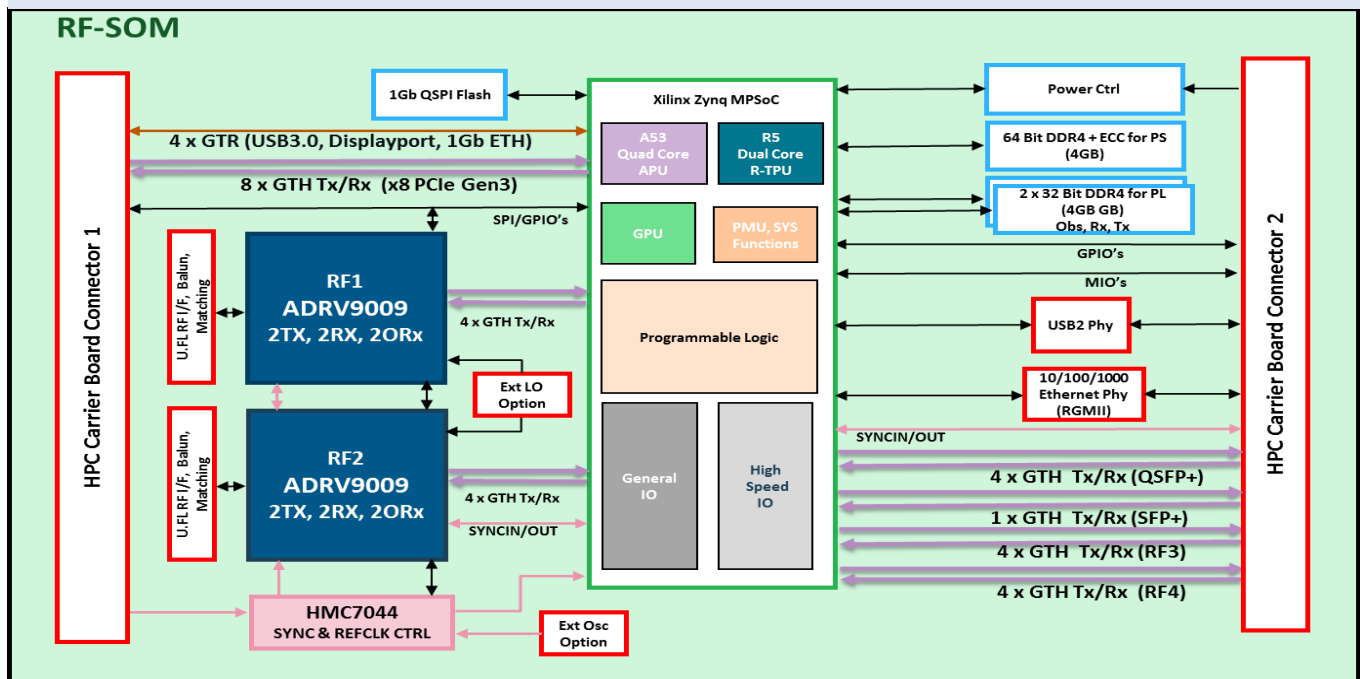 RF-SOM
HPC Carrier Board Connector 1
1Gb QSPI Flash
4 x GTR (USB3.0, Displayport, 1Gb ETH)
8 x GTH Tx/Rx (x8 PCIe Gen3)
SPI/GPIO's
U.FL RF I/F, Balun,
Matching
RF1
ADRV9009
2TX, 2RX, 2ORx
4 x GTH Tx/Rx
Ext LO
Option
U.FL RF I/F, Balun,
Matching
RF2
ADRV9009
2TX, 2RX, 2ORx
4 x GTH Tx/Rx
SYNCIN/OUT
HMC7044
SYNC & REFCLK CTRL
Ext Osc
Option
Xilinx Zynq MPSoC
A53
Quad Core
APU
R5
Dual Core
R-TPU
GPU
PMU, SYS
Functions
Programmable Logic
General
IO
High
Speed
IO
Power Ctrl
64 Bit DDR4 + ECC for PS
(4GB)
2 x 32 Bit DDR4 for PL
(4GB GB)
Obs, Rx, Tx
GPIO's
MIO's
USB2 Phy
10/100/1000
Ethernet Phy
(RGMII)
SYNCIN/OUT
4 x GTH Tx/Rx (QSFP+)
1 x GTH Tx/Rx (SFP+)
4 x GTH Tx/Rx (RF3)
4 x GTH Tx/Rx (RF4)
HPC Carrier Board Connector 2